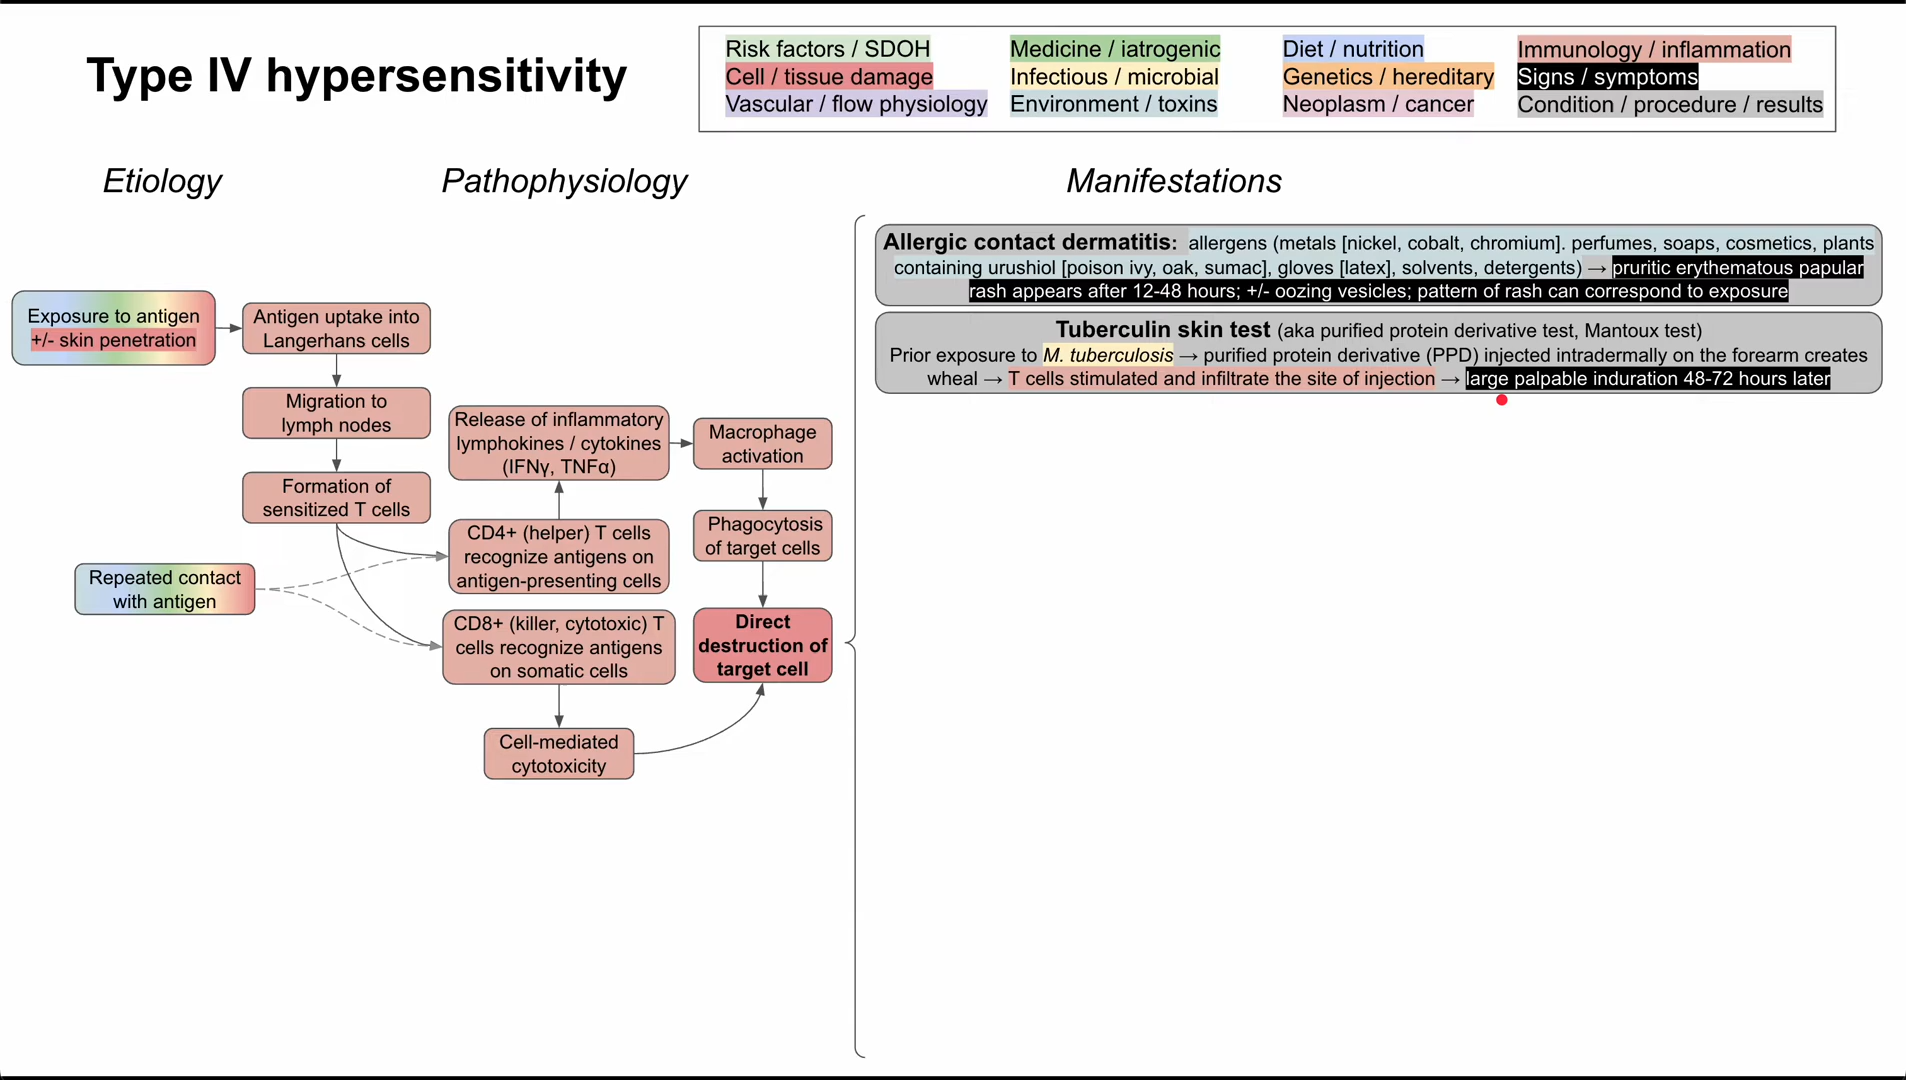 Type IV hypersensitivity
Risk factors / SDOH
Cell / tissue damage
Vascular / flow physiology
Medicine / iatrogenic
Infectious / microbial
Environment / toxins
Diet / nutrition
Genetics / hereditary
Neoplasm / cancer
Immunology / inflammation
Signs / symptoms
Condition / procedure / results
Etiology
Pathophysiology
Manifestations
Exposure to antigen
+/- skin penetration
Antigen uptake into
Langerhans cells
Migration to
lymph nodes
Formation of
sensitized T cells
Repeated contact
with antigen
Release of inflammatory
lymphokines / cytokines
(IFNγ, TNFα)
CD4+ (helper) T cells
recognize antigens on
antigen-presenting cells
CD8+ (killer, cytotoxic) T
cells recognize antigens
on somatic cells
Cell-mediated
cytotoxicity
Macrophage
activation
Phagocytosis
of target cells
Direct
destruction of
target cell
Allergic contact dermatitis: allergens (metals [nickel, cobalt, chromium]. perfumes, soaps, cosmetics, plants
containing urushiol [poison ivy, oak, sumac], gloves [latex], solvents, detergents) → pruritic erythematous papular
rash appears after 12-48 hours; +/- oozing vesicles; pattern of rash can correspond to exposure
Tuberculin skin test (aka purified protein derivative test, Mantoux test)
Prior exposure to M. tuberculosis → purified protein derivative (PPD) injected intradermally on the forearm creates
wheal → T cells stimulated and infiltrate the site of injection → large palpable induration 48-72 hours later